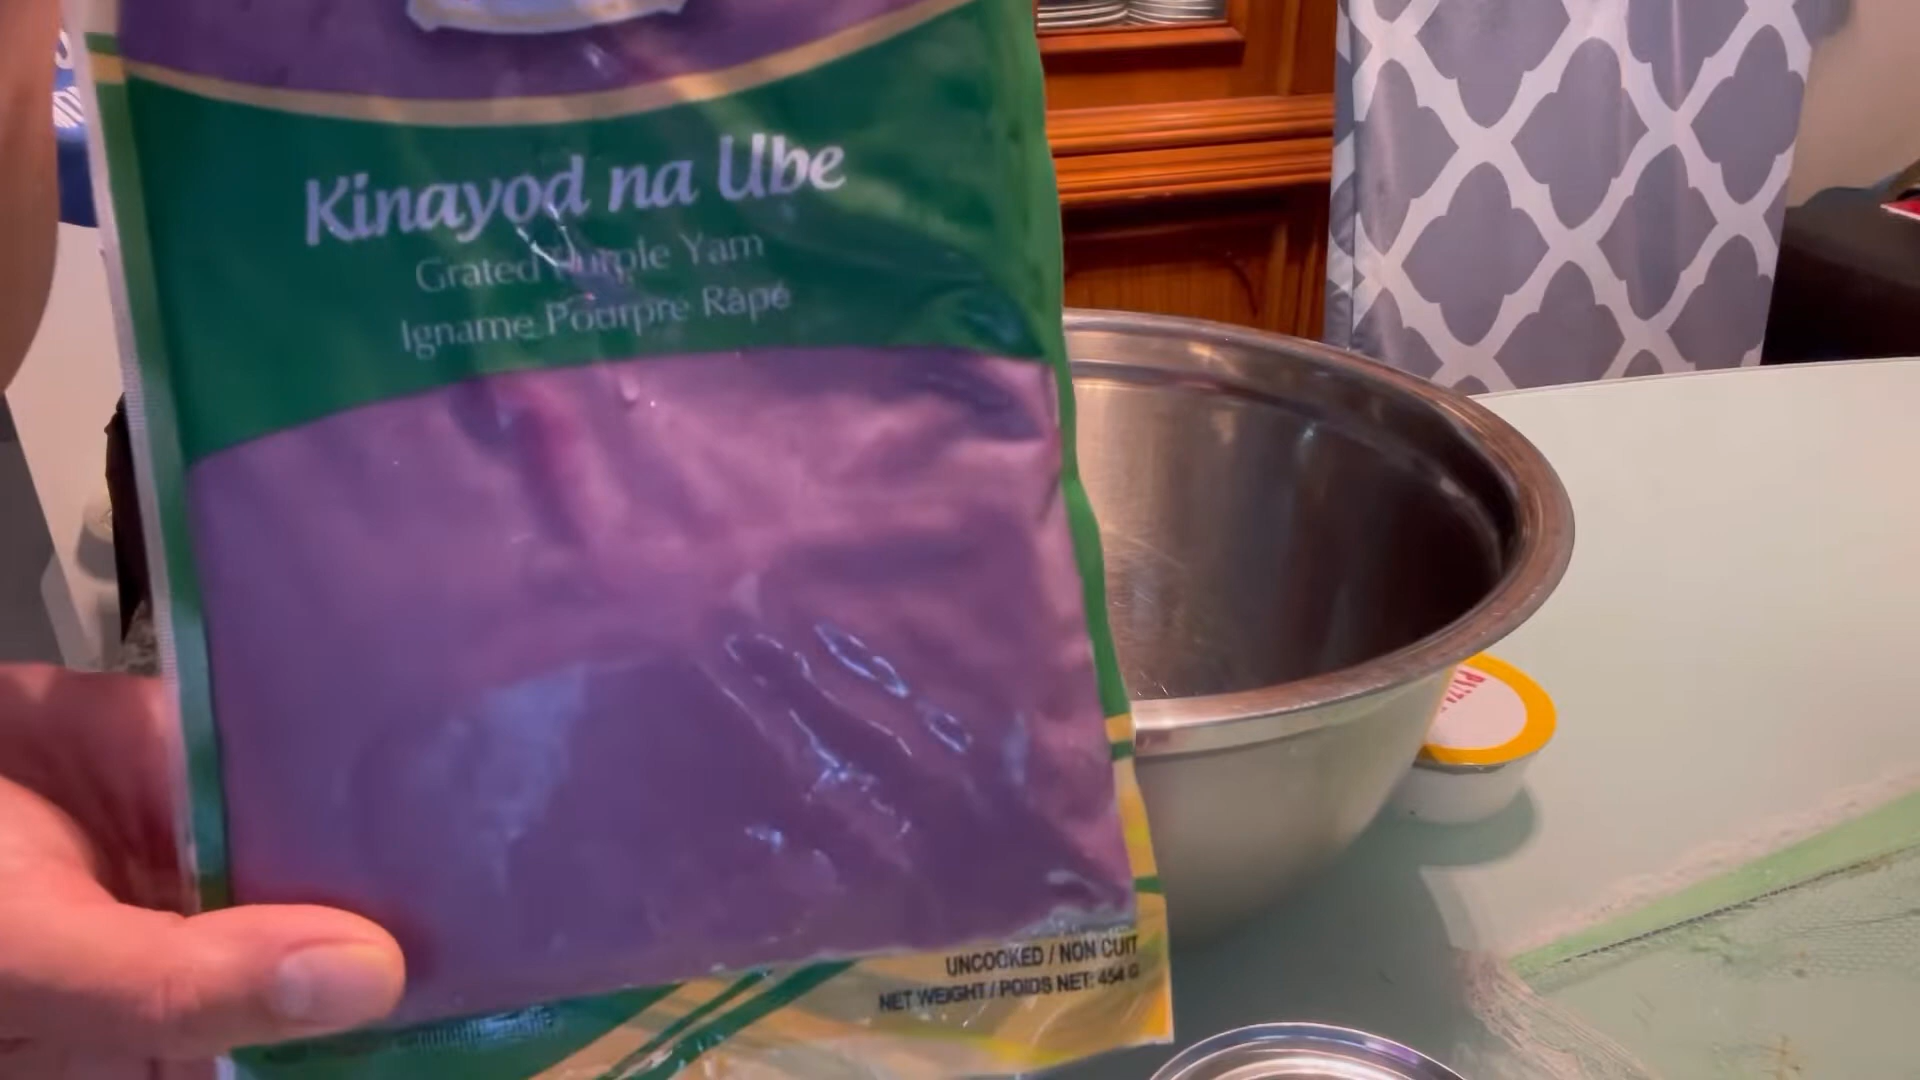 Kinayod na Ube
Grated Purple Yam
Igname Pourpre Râpé
UNCOOKED / NON CUIT
NET WEIGHT / POIDS NET: 454 G